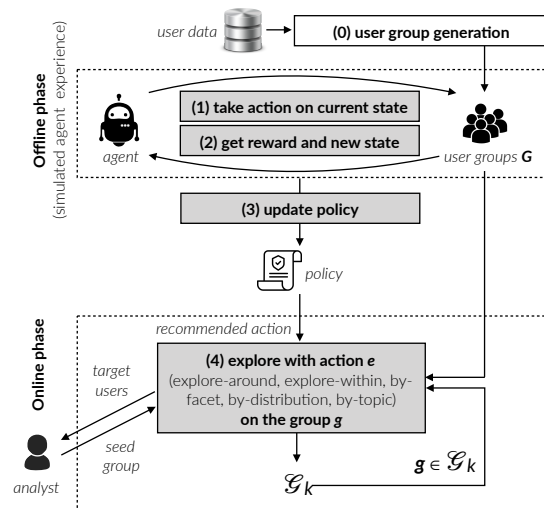 user data
(0) user group generation
Offline phase
(simulated agent experience)
(1) take action on current state
(2) get reward and new state
agent
user groups G
(3) update policy
policy
Online phase
recommended action
(4) explore with action e
(explore-around, explore-within, by-
facet, by-distribution, by-topic)
on the group g
target
users
seed
group
analyst
𝒢k
g ∈ 𝒢k